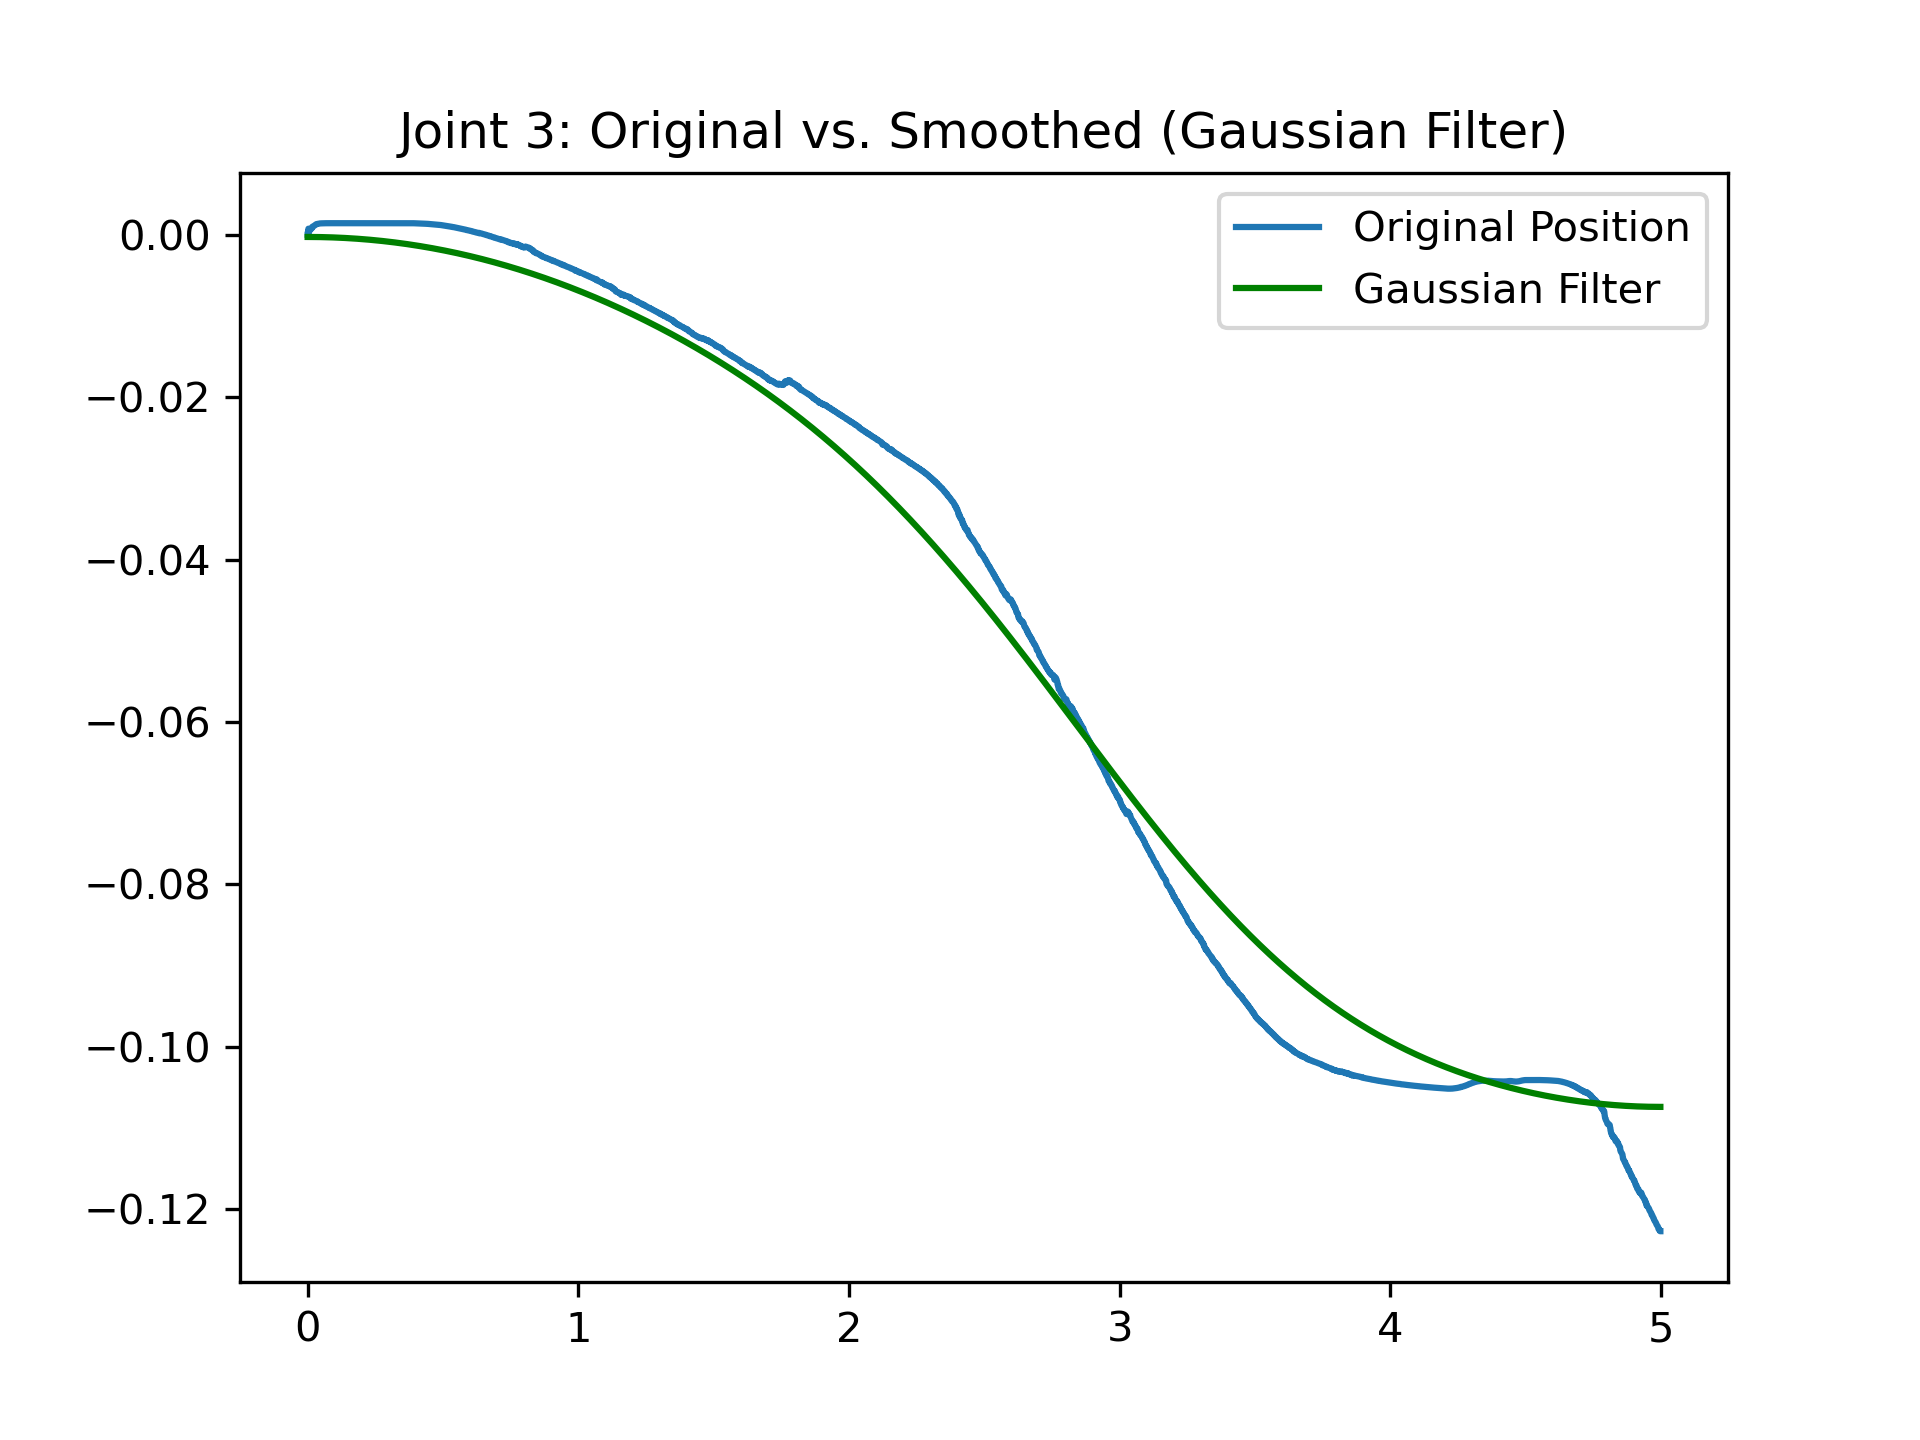 Joint 3: Original vs. Smoothed (Gaussian Filter)
Original Position
Gaussian Filter
0.00
−0.02
−0.04
−0.06
−0.08
−0.10
−0.12
0 1 2 3 4 5